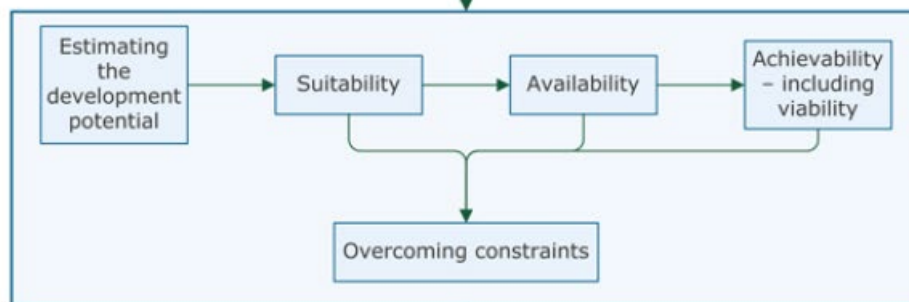 Estimating
the
development
potential
Suitability
Availability
Achievability
– including
viability
Overcoming constraints